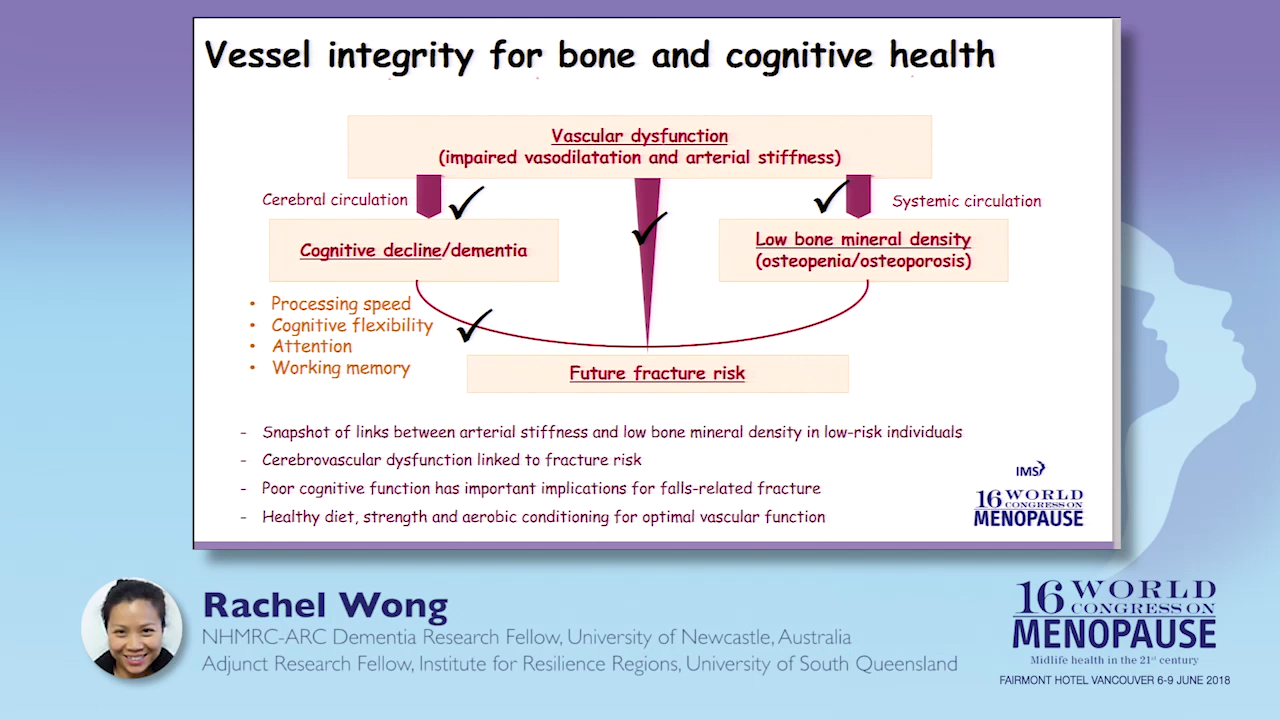 Vessel integrity for bone and cognitive health
Vascular dysfunction
(impaired vasodilatation and arterial stiffness)
Cerebral circulation
Systemic circulation
Cognitive decline/dementia
Low bone mineral density
(osteopenia/osteoporosis)
• Processing speed
• Cognitive flexibility
• Attention
• Working memory
Future fracture risk
- Snapshot of links between arterial stiffness and low bone mineral density in low-risk individuals
- Cerebrovascular dysfunction linked to fracture risk
- Poor cognitive function has important implications for falls-related fracture
- Healthy diet, strength and aerobic conditioning for optimal vascular function
IMS
16 WORLD
CONGRESS ON
MENOPAUSE
Rachel Wong
NHMRC-ARC Dementia Research Fellow, University of Newcastle, Australia
Adjunct Research Fellow, Institute for Resilience Regions, University of South Queensland
16 WORLD
CONGRESS ON
MENOPAUSE
Midlife health in the 21st century
FAIRMONT HOTEL VANCOUVER 6-9 JUNE 2018